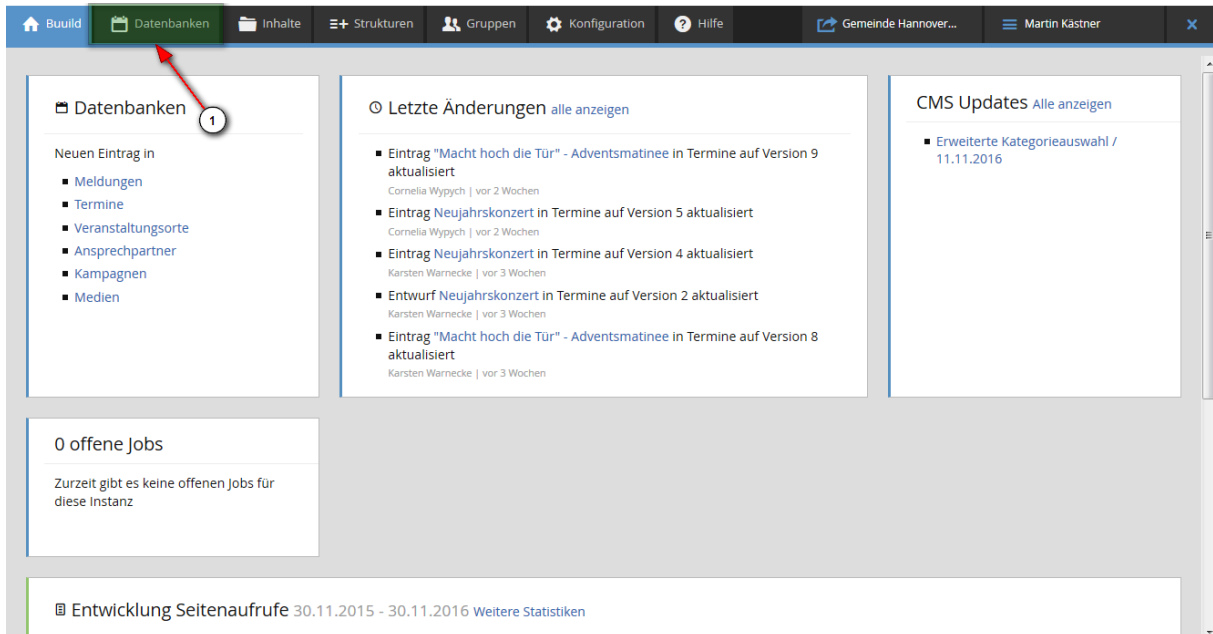 Buuild Datenbanken Inhalte Strukturen Gruppen Konfiguration Hilfe Gemeinde Hannover... Martin Kästner
1
Datenbanken
Neuen Eintrag in
Meldungen
Termine
Veranstaltungsorte
Ansprechpartner
Kampagnen
Medien
Letzte Änderungen alle anzeigen
Eintrag "Macht hoch die Tür" - Adventsmatinee in Termine auf Version 9
aktualisiert
Cornelia Wypych | vor 2 Wochen
Eintrag Neujahrskonzert in Termine auf Version 5 aktualisiert
Cornelia Wypych | vor 2 Wochen
Eintrag Neujahrskonzert in Termine auf Version 4 aktualisiert
Karsten Warnecke | vor 3 Wochen
Entwurf Neujahrskonzert in Termine auf Version 2 aktualisiert
Karsten Warnecke | vor 3 Wochen
Eintrag "Macht hoch die Tür" - Adventsmatinee in Termine auf Version 8
aktualisiert
Karsten Warnecke | vor 3 Wochen
CMS Updates Alle anzeigen
Erweiterte Kategorieauswahl /
11.11.2016
0 offene Jobs
Zurzeit gibt es keine offenen Jobs für
diese Instanz
Entwicklung Seitenaufrufe 30.11.2015 - 30.11.2016 Weitere Statistiken